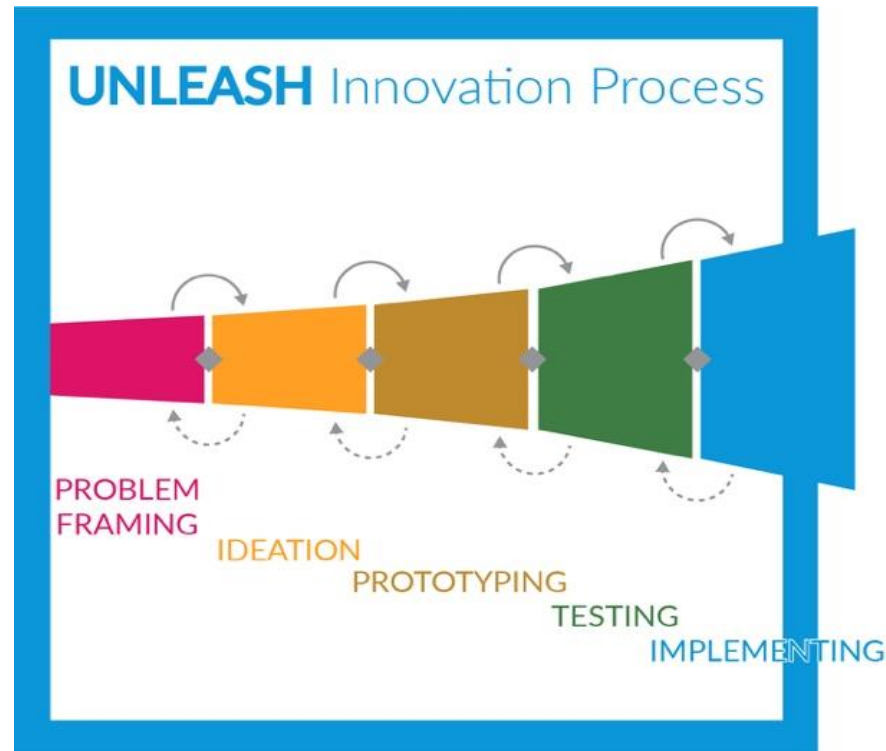 UNLEASH Innovation Process
PROBLEM
FRAMING
IDEATION
PROTOTYPING
TESTING
IMPLEMENTING